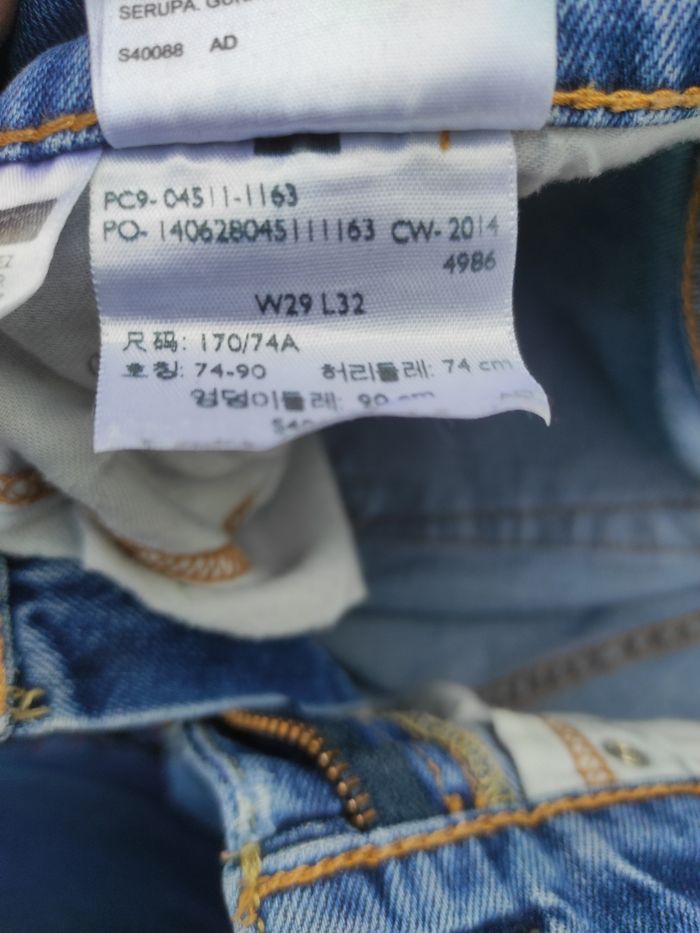 SERUPA.
S40088 AD
PC9- 04511-1163
PO- 140628045111163 CW- 2014
4986
W29 L32
尺码: 170/74A
호칭: 74-90 허리둘레: 74 cm
엉덩이둘레: 90 cm